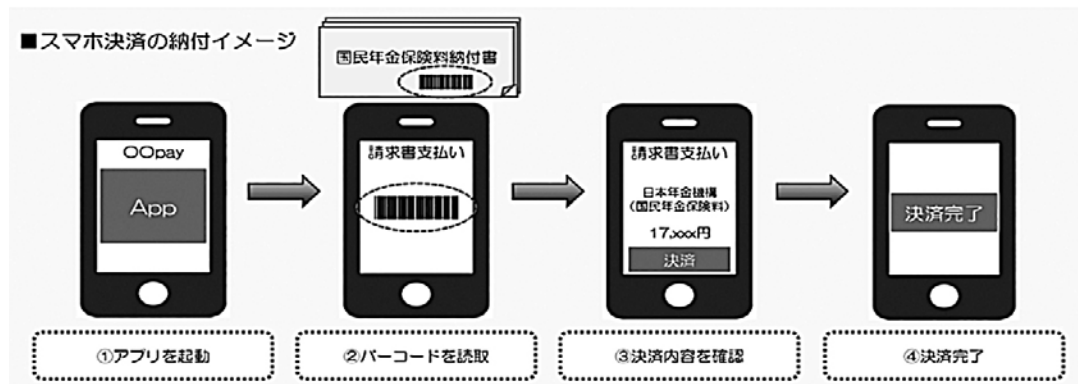 ■スマホ決済の納付イメージ
国民年金保険料納付書
〇〇pay
App
請求書支払い
請求書支払い
日本年金機構
(国民年金保険料)
17,xxx円
決済
決済完了
①アプリを起動
②バーコードを読取
③決済内容を確認
④決済完了